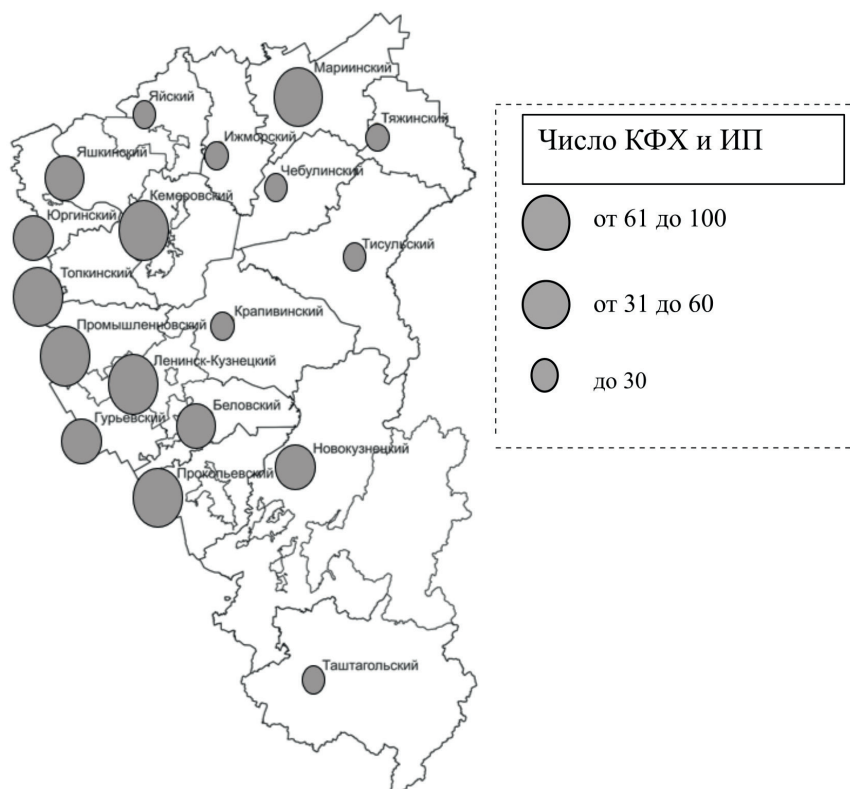 Мариинский
Яйский
Тяжинский
Ижморский
Яшкинский
Чебулинский
Кемеровский
Юргинский
Тисульский
Топкинский
Крапивинский
Промышленновский
Ленинск-Кузнецкий
Беловский
Гурьевский
Новокузнецкий
Прокопьевский
Таштагольский
Число КФХ и ИП
от 61 до 100
от 31 до 60
до 30